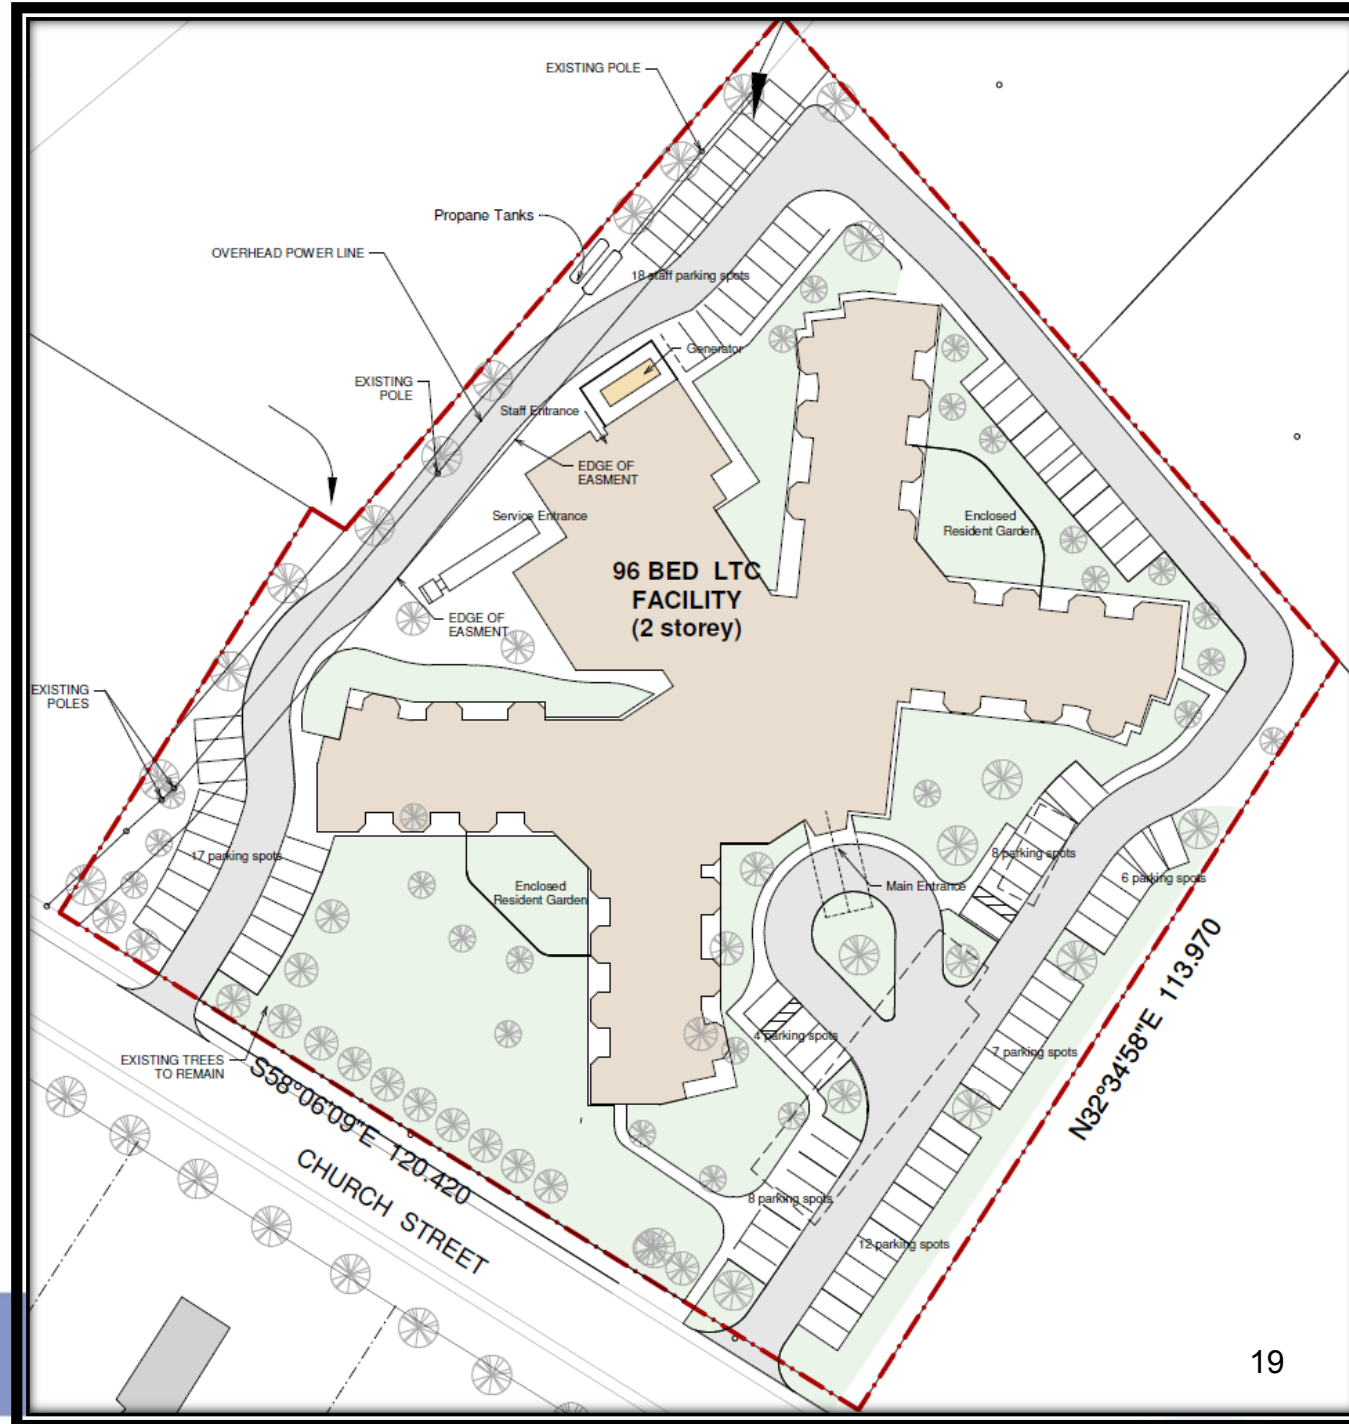 EXISTING POLE
Propane Tanks
OVERHEAD POWER LINE
18 staff parking spots
Generator
EXISTING
POLE
Staff Entrance
EDGE OF
EASMENT
Service Entrance
Enclosed
Resident Garden
96 BED LTC
FACILITY
(2 storey)
EDGE OF
EASMENT
EXISTING
POLES
17 parking spots
8 parking spots
6 parking spots
Main Entrance
Enclosed
Resident Garden
N32°34'58"E 113.970
4 parking spots
7 parking spots
EXISTING TREES
TO REMAIN
S58°06'09"E 120.420
CHURCH STREET
8 parking spots
12 parking spots
19